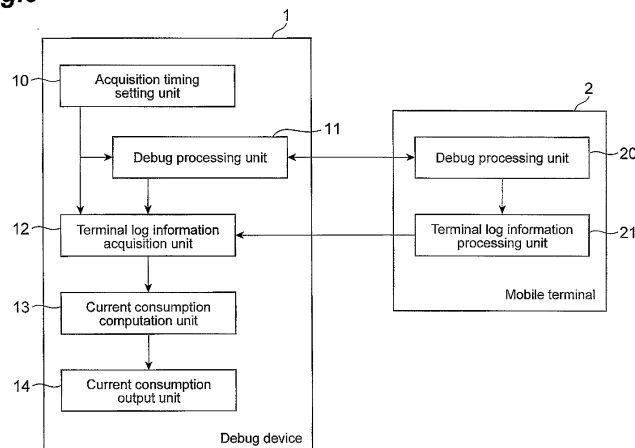 1
10
Acquisition timing
setting unit
2
11
Debug processing unit
Debug processing unit
20
12
Terminal log information
acquisition unit
Terminal log information
processing unit
21
13
Current consumption
computation unit
Mobile terminal
14
Current consumption
output unit
Debug device